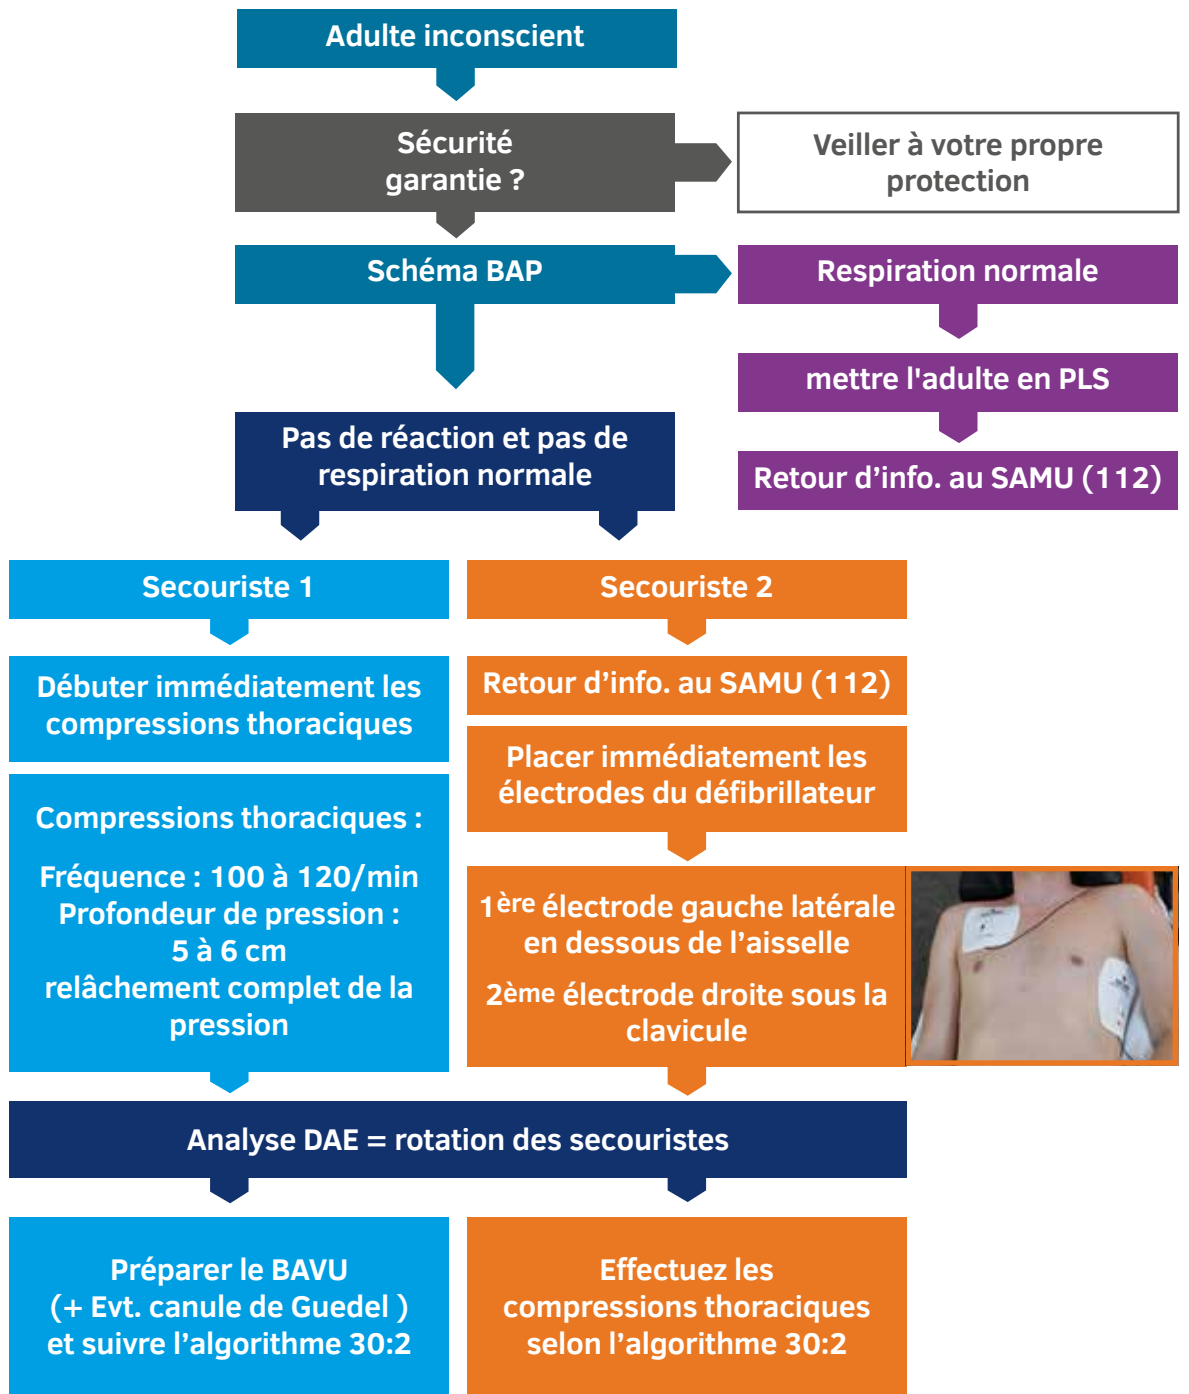 Adulte inconscient
Sécurité
garantie ?
Veiller à votre propre
protection
Schéma BAP
Respiration normale
mettre l'adulte en PLS
Retour d’info. au SAMU (112)
Pas de réaction et pas de
respiration normale
Secouriste 1
Débuter immédiatement les
compressions thoraciques
Compressions thoraciques :
Fréquence : 100 à 120/min
Profondeur de pression :
5 à 6 cm
relâchement complet de la
pression
Secouriste 2
Retour d’info. au SAMU (112)
Placer immédiatement les
électrodes du défibrillateur
1ère électrode gauche latérale
en dessous de l’aisselle
2ème électrode droite sous la
clavicule
Analyse DAE = rotation des secouristes
Préparer le BAVU
(+ Evt. canule de Guedel )
et suivre l’algorithme 30:2
Effectuez les
compressions thoraciques
selon l’algorithme 30:2